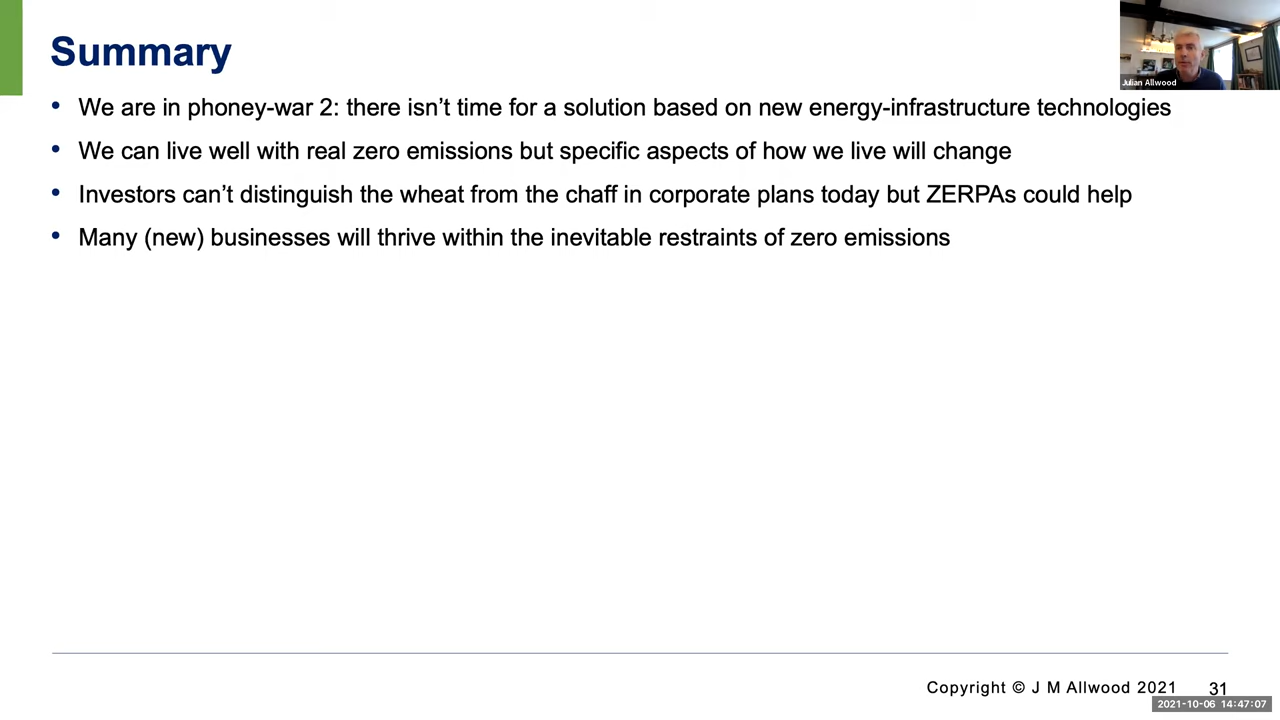 Summary
Julian Allwood
• We are in phoney-war 2: there isn’t time for a solution based on new energy-infrastructure technologies
• We can live well with real zero emissions but specific aspects of how we live will change
• Investors can’t distinguish the wheat from the chaff in corporate plans today but ZERPAs could help
• Many (new) businesses will thrive within the inevitable restraints of zero emissions
Copyright © J M Allwood 2021 31
2021-10-06 14:47:07